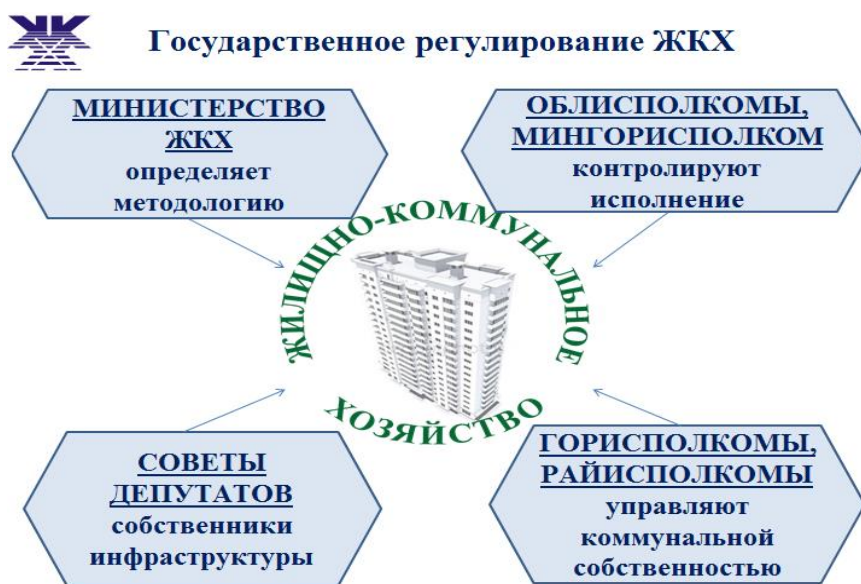 ЖК
Государственное регулирование ЖКХ
МИНИСТЕРСТВО
ЖКХ
определяет
методологию
ОБЛИСПОЛКОМЫ,
МИНГОРИСПОЛКОМ
контролируют
исполнение
ЖИЛИЩНО-КОММУНАЛЬНОЕ
ХОЗЯЙСТВО
СОВЕТЫ
ДЕПУТАТОВ
собственники
инфраструктуры
ГОРИСПОЛКОМЫ,
РАЙИСПОЛКОМЫ
управляют
коммунальной
собственностью